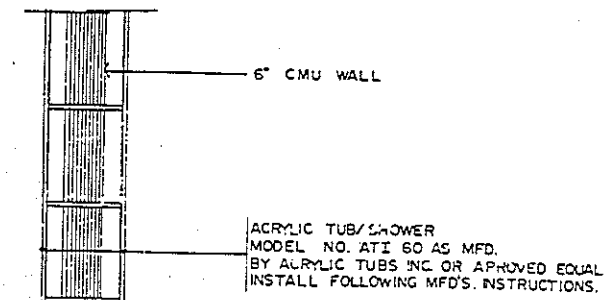 6" CMU WALL
ACRYLIC TUB/SHOWER
MODEL NO. ATI 60 AS MFD.
BY ACRYLIC TUBS INC. OR APROVED EQUAL
INSTALL FOLLOWING MFD'S. INSTRUCTIONS.